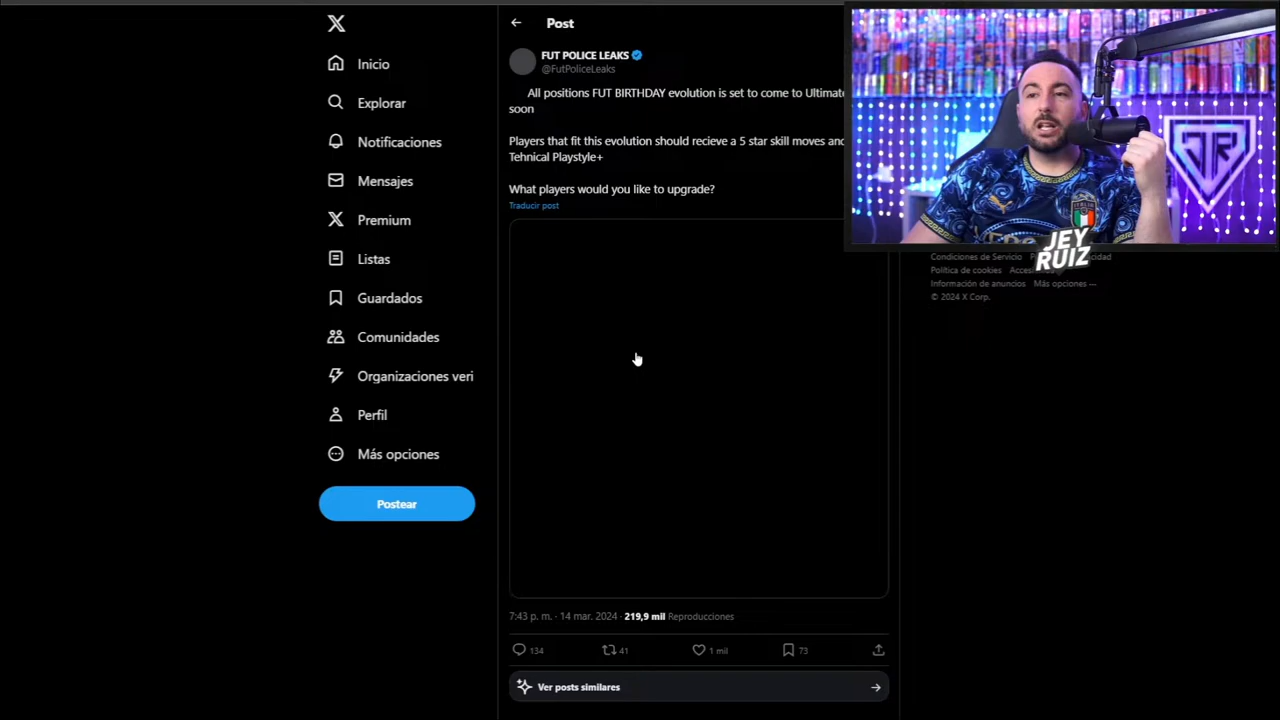 Post
Inicio
Explorar
Notificaciones
Mensajes
Premium
Listas
Guardados
Comunidades
Organizaciones veri
Perfil
Más opciones
Postear
FUT POLICE LEAKS
@FutPoliceLeaks
All positions FUT BIRTHDAY evolution is set to come to Ultimate
soon
Players that fit this evolution should recieve a 5 star skill moves and
Tehnical Playstyle+
What players would you like to upgrade?
Traducir post
7:43 p. m. · 14 mar. 2024 · 219,9 mil Reproducciones
134 41 1 mil 73
Ver posts similares
ITALIA
JTR
JEY
RUIZ
Condiciones de Servicio
Política de cookies
Información de anuncios Más opciones ···
© 2024 X Corp.